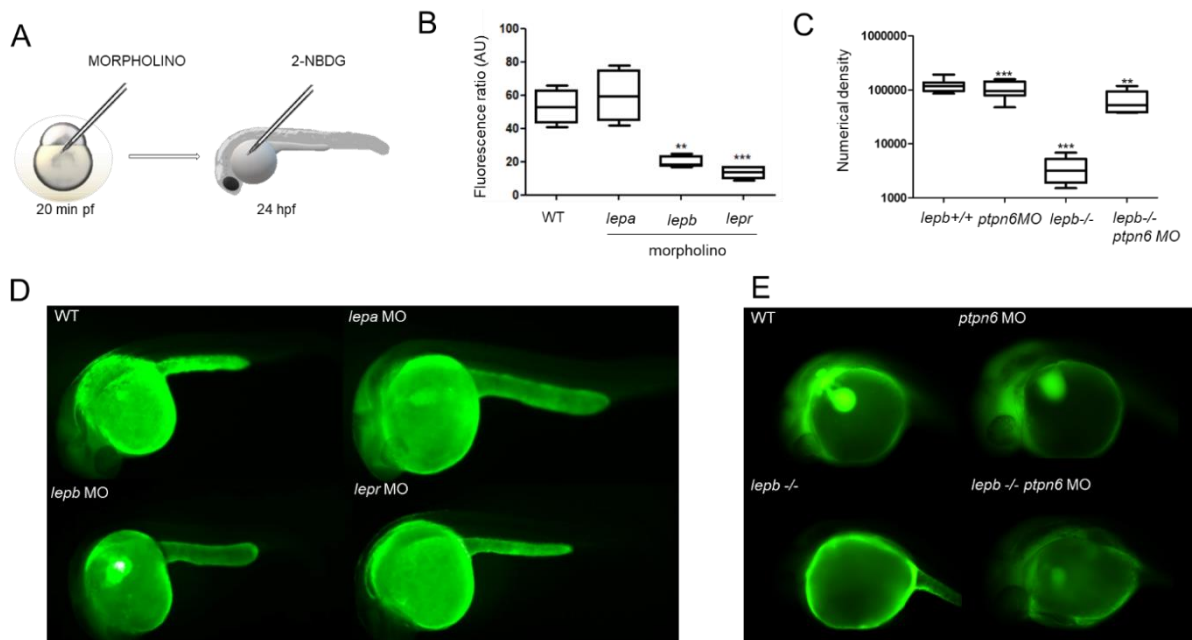 A
MORPHOLINO
2-NBDG
20 min pf
24 hpf
B
Fluorescence ratio (AU)
100
80
60
40
20
0
**
***
WT
lepa
lepb
lepr
morpholino
C
Numerical density
1000000
100000
10000
1000
***
***
**
lepb+/+
ptpn6MO
lepb-/-
lepb-/-
ptpn6 MO
D
WT
lepa MO
lepb MO
lepr MO
E
WT
ptpn6 MO
lepb -/-
lepb -/- ptpn6 MO